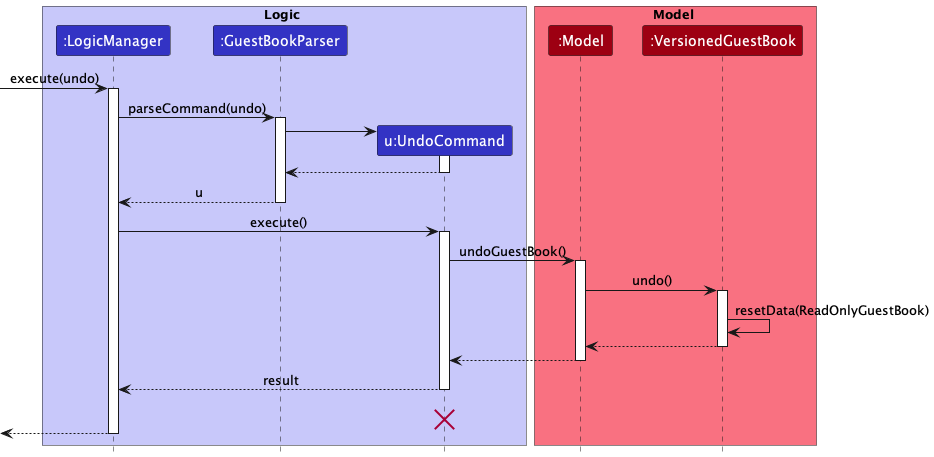 Logic
Model
:LogicManager
:GuestBookParser
:Model
:VersionedGuestBook
execute(undo)
parseCommand(undo)
u:UndoCommand
u
execute()
undoGuestBook()
undo()
resetData(ReadOnlyGuestBook)
result